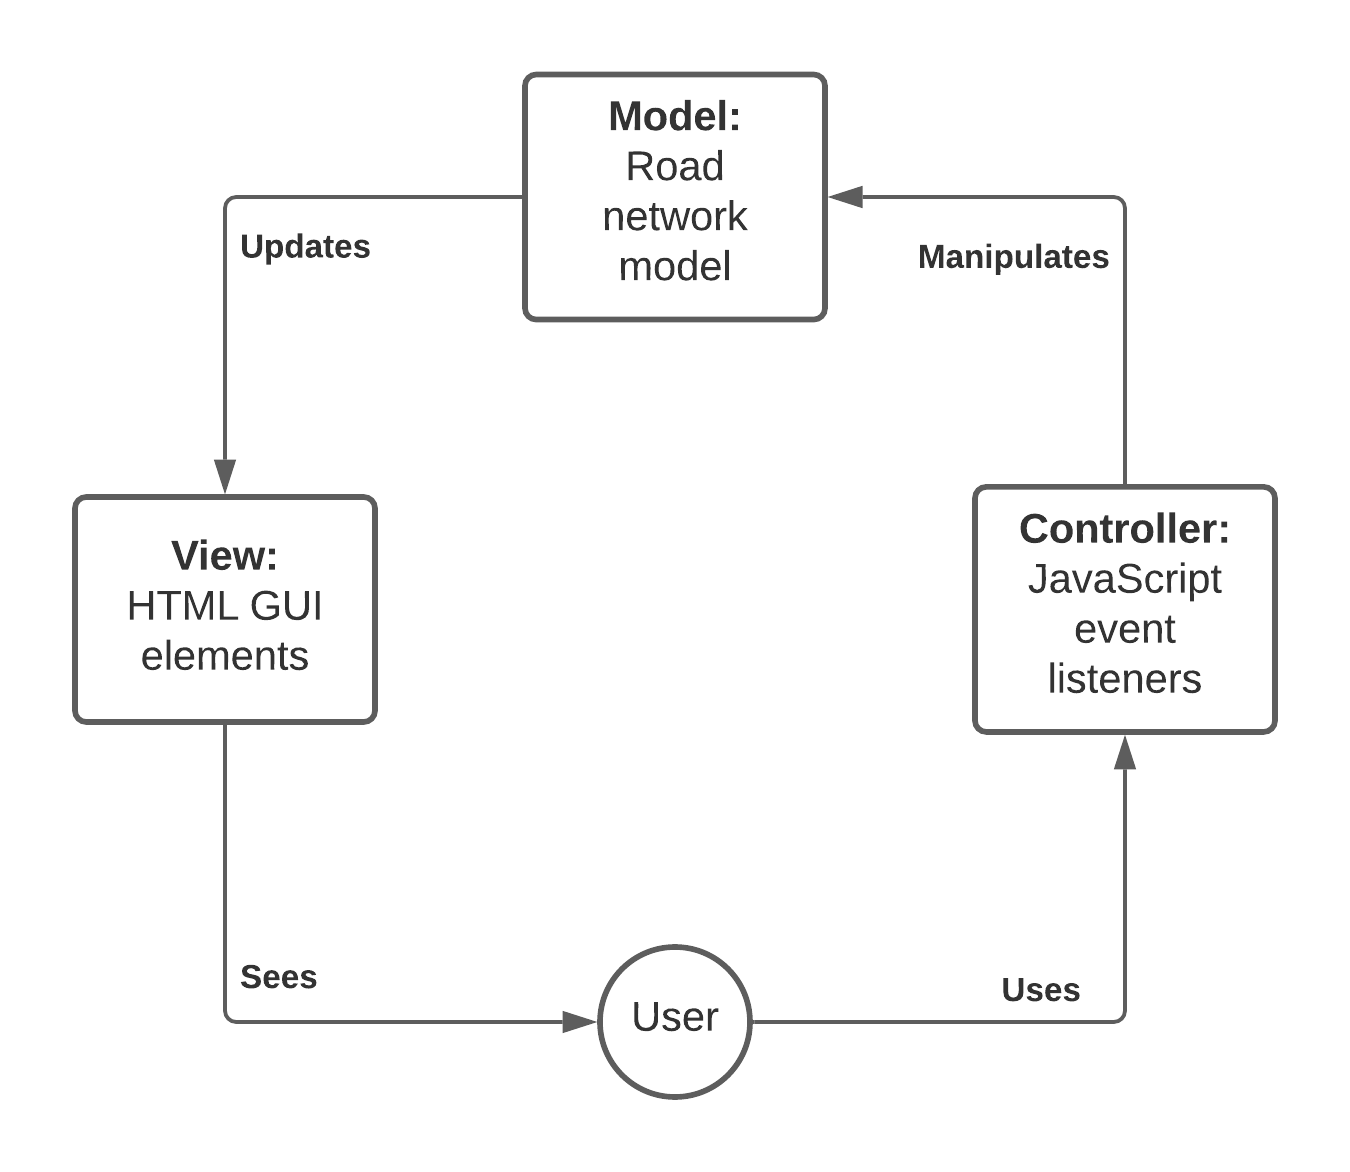 Model:
Road
network
model
Updates
Manipulates
View:
HTML GUI
elements
Controller:
JavaScript
event
listeners
Sees
User
Uses